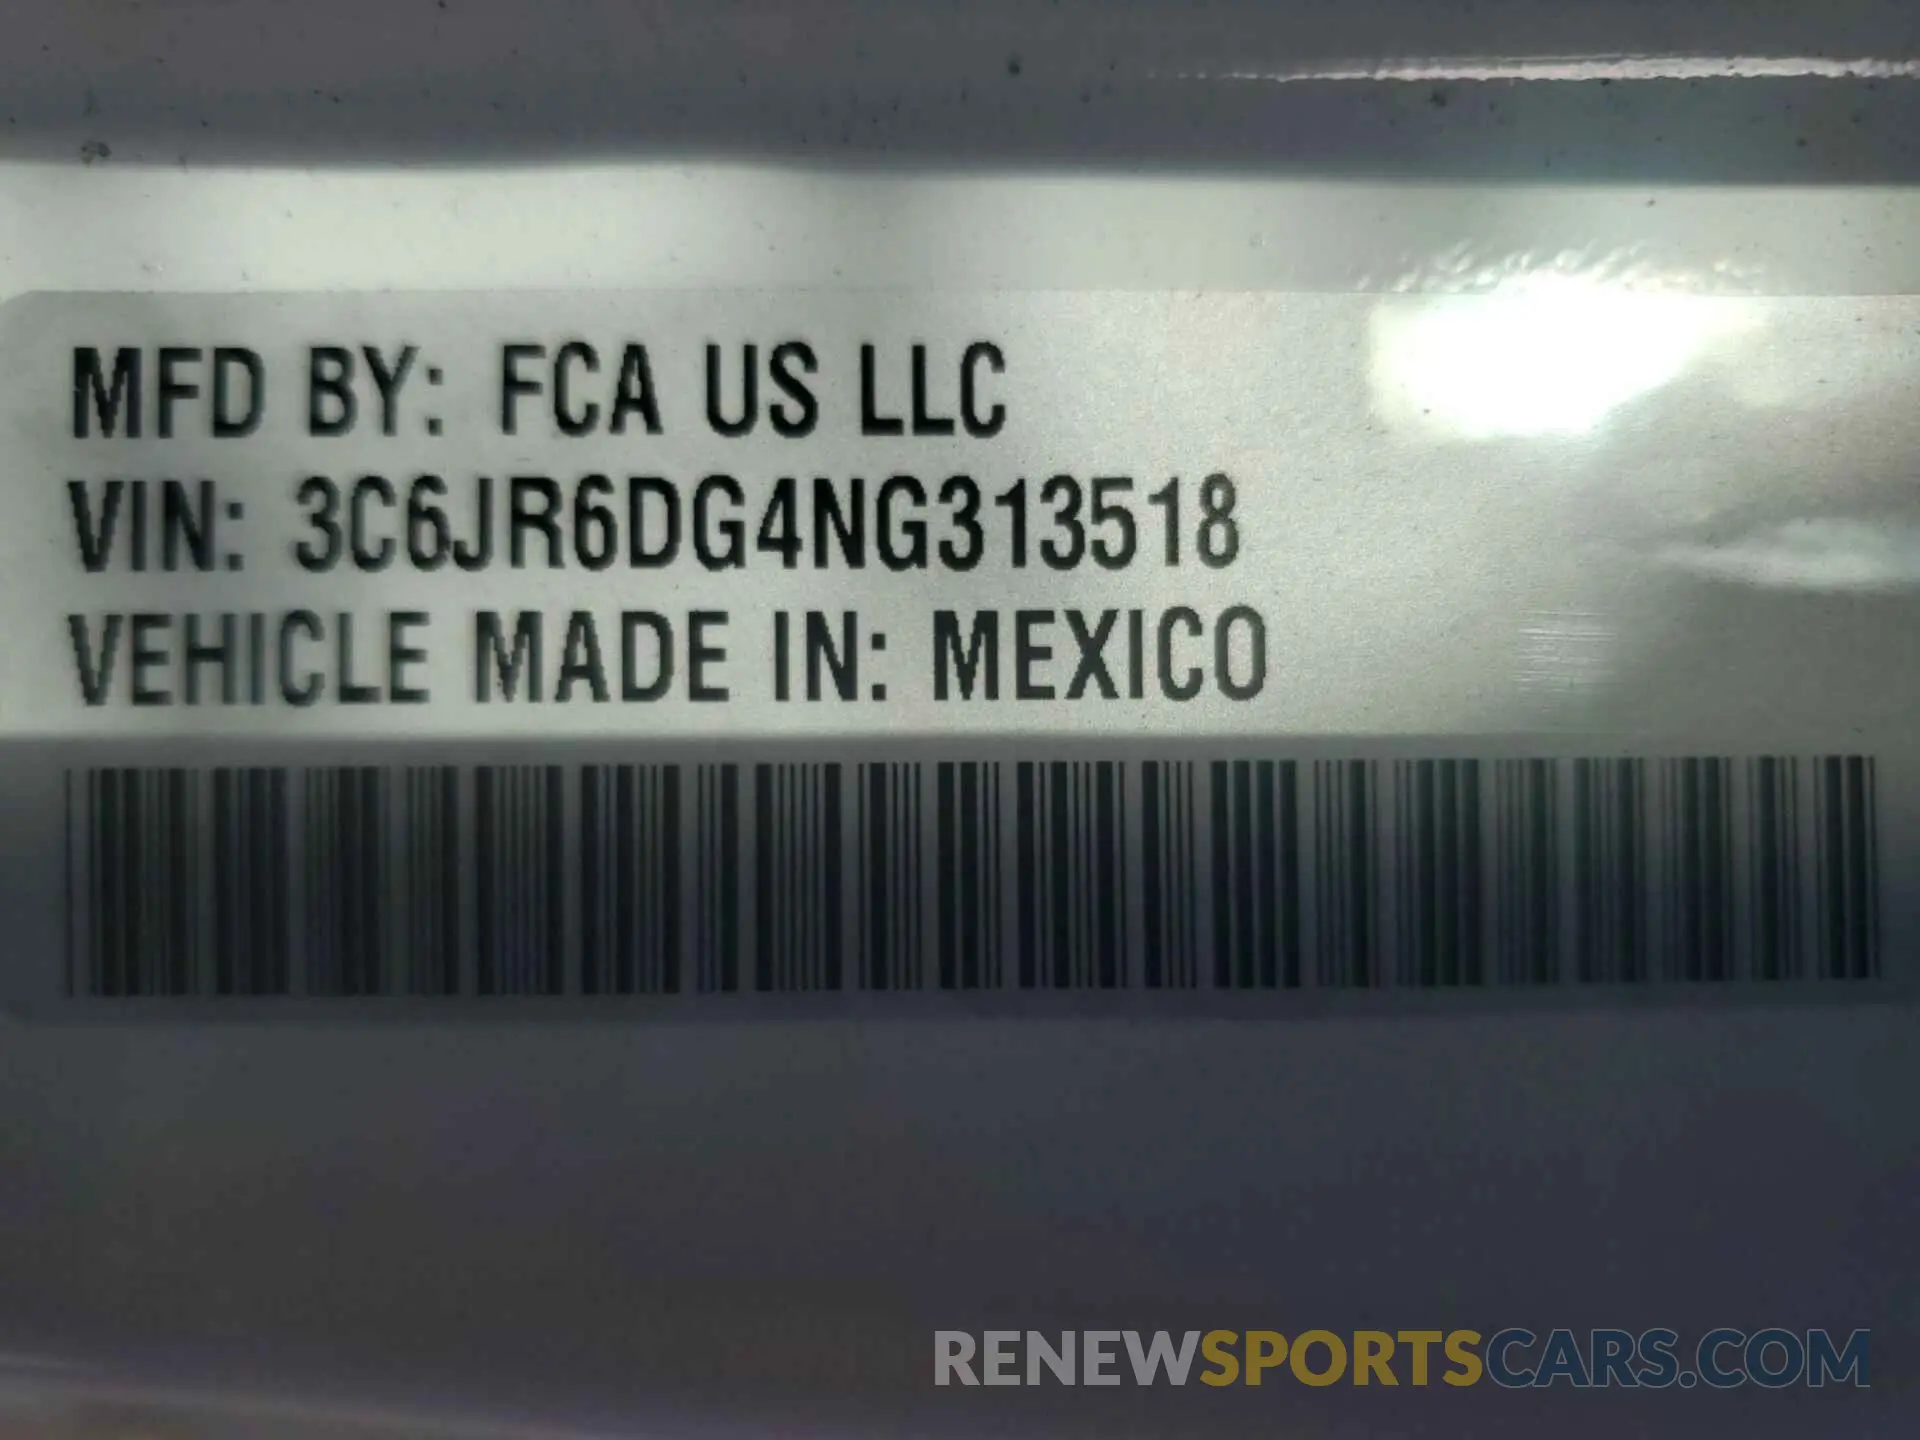 MFD BY: FCA US LLC
VIN: 3C6JR6DG4NG313518
VEHICLE MADE IN: MEXICO
RENEWSPORTSCARS.COM